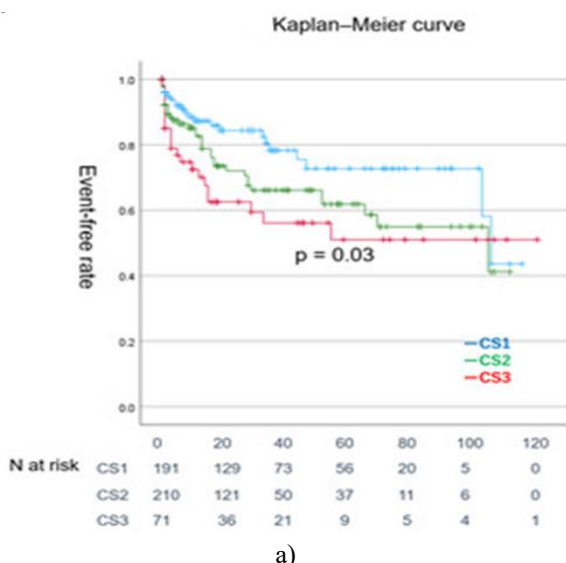 Kaplan–Meier curve
1.0
0.8
0.6
0.4
0.2
0.0
Event-free rate
p = 0.03
CS1
CS2
CS3
0 20 40 60 80 100 120
N at risk CS1 191 129 73 56 20 5 0
CS2 210 121 50 37 11 6 0
CS3 71 36 21 9 5 4 1
a)